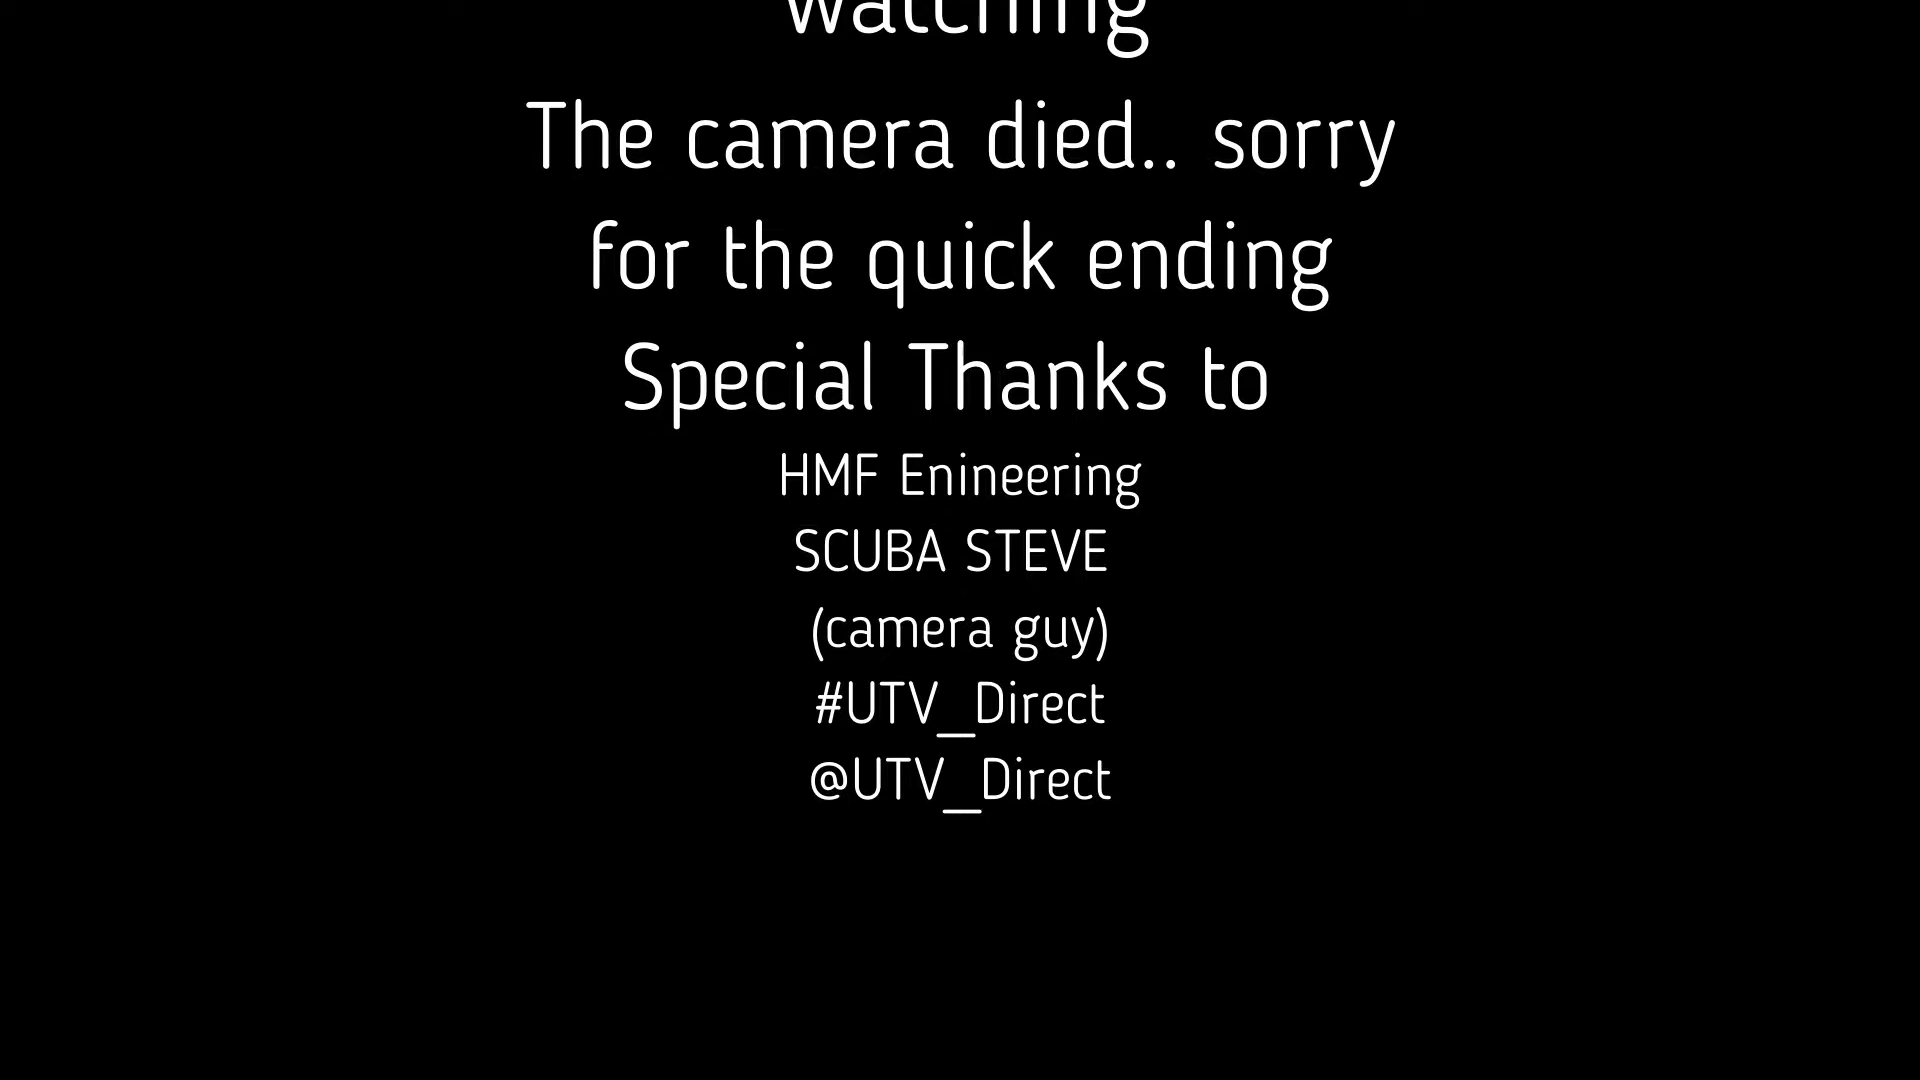 watching
The camera died.. sorry
for the quick ending
Special Thanks to
HMF Enineering
SCUBA STEVE
(camera guy)
#UTV_Direct
@UTV_Direct